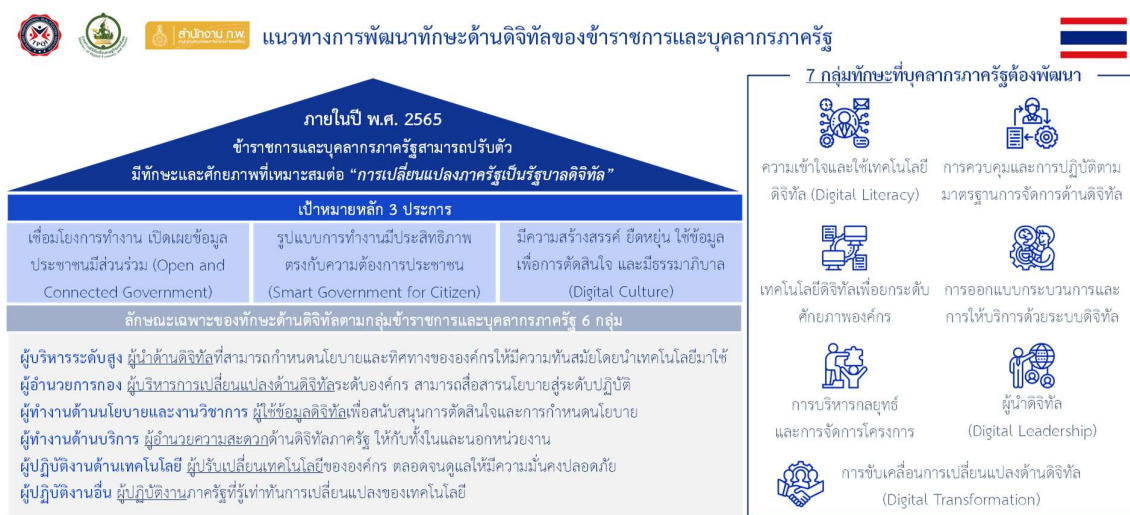 TPQI
สำนักงาน ก.พ.
แนวทางการพัฒนาทักษะด้านดิจิทัลของข้าราชการและบุคลากรภาครัฐ
ภายในปี พ.ศ. 2565
ข้าราชการและบุคลากรภาครัฐสามารถปรับตัว
มีทักษะและศักยภาพที่เหมาะสมต่อ “การเปลี่ยนแปลงภาครัฐเป็นรัฐบาลดิจิทัล”
เป้าหมายหลัก 3 ประการ
เชื่อมโยงการทำงาน เปิดเผยข้อมูล
ประชาชนมีส่วนร่วม (Open and
Connected Government)
รูปแบบการทำงานมีประสิทธิภาพ
ตรงกับความต้องการประชาชน
(Smart Government for Citizen)
มีความสร้างสรรค์ ยืดหยุ่น ใช้ข้อมูล
เพื่อการตัดสินใจ และมีธรรมาภิบาล
(Digital Culture)
ลักษณะเฉพาะของทักษะด้านดิจิทัลตามกลุ่มข้าราชการและบุคลากรภาครัฐ 6 กลุ่ม
ผู้บริหารระดับสูง ผู้นำด้านดิจิทัลที่สามารถกำหนดนโยบายและทิศทางขององค์กรให้มีความทันสมัยโดยนำเทคโนโลยีมาใช้
ผู้อำนวยการกอง ผู้บริหารการเปลี่ยนแปลงด้านดิจิทัลระดับองค์กร สามารถสื่อสารนโยบายสู่ระดับปฏิบัติ
ผู้ทำงานด้านนโยบายและงานวิชาการ ผู้ใช้ข้อมูลดิจิทัลเพื่อสนับสนุนการตัดสินใจและการกำหนดนโยบาย
ผู้ทำงานด้านบริการ ผู้อำนวยความสะดวกด้านดิจิทัลภาครัฐ ให้กับทั้งในและนอกหน่วยงาน
ผู้ปฏิบัติงานด้านเทคโนโลยี ผู้ปรับเปลี่ยนเทคโนโลยีขององค์กร ตลอดจนดูแลให้มีความมั่นคงปลอดภัย
ผู้ปฏิบัติงานอื่น ผู้ปฏิบัติงานภาครัฐที่รู้เท่าทันการเปลี่ยนแปลงของเทคโนโลยี
7 กลุ่มทักษะที่บุคลากรภาครัฐต้องพัฒนา
ความเข้าใจและใช้เทคโนโลยี
ดิจิทัล (Digital Literacy)
การควบคุมและการปฏิบัติตาม
มาตรฐานการจัดการด้านดิจิทัล
เทคโนโลยีดิจิทัลเพื่อยกระดับ
ศักยภาพองค์กร
การออกแบบกระบวนการและ
การให้บริการด้วยระบบดิจิทัล
การบริหารกลยุทธ์
และการจัดการโครงการ
ผู้นำดิจิทัล
(Digital Leadership)
การขับเคลื่อนการเปลี่ยนแปลงด้านดิจิทัล
(Digital Transformation)